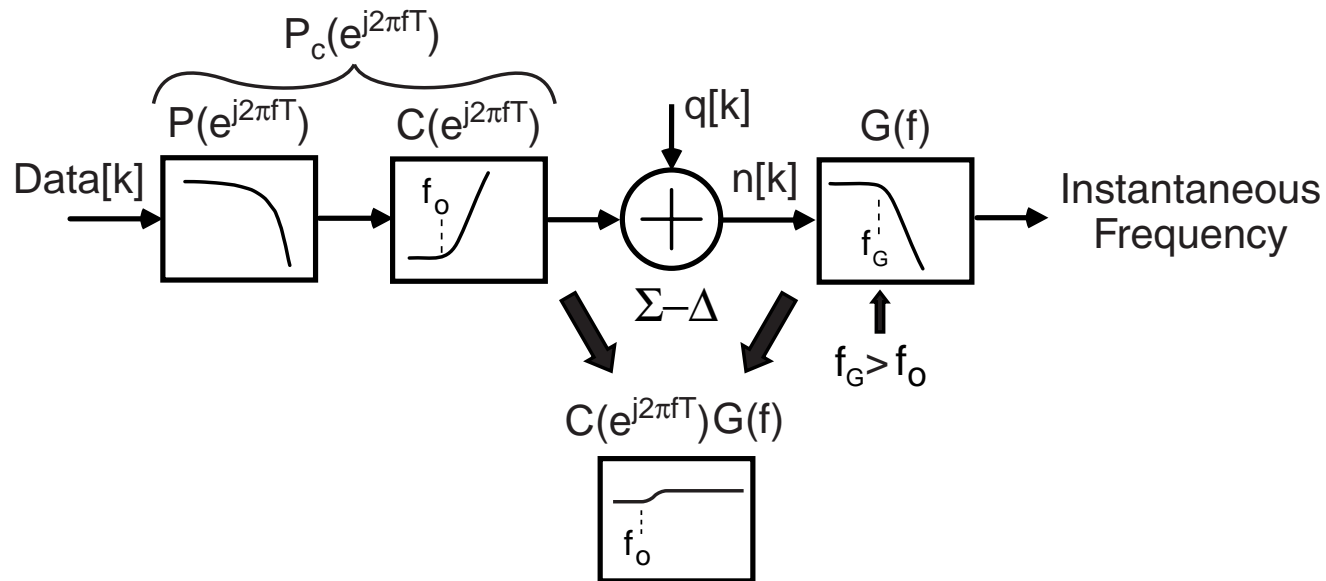 P_c(e^{j2πfT})
P(e^{j2πfT})
C(e^{j2πfT})
q[k]
G(f)
Data[k]
f_o
n[k]
f_G
Instantaneous
Frequency
Σ–Δ
f_G> f_o
C(e^{j2πfT})G(f)
f_o